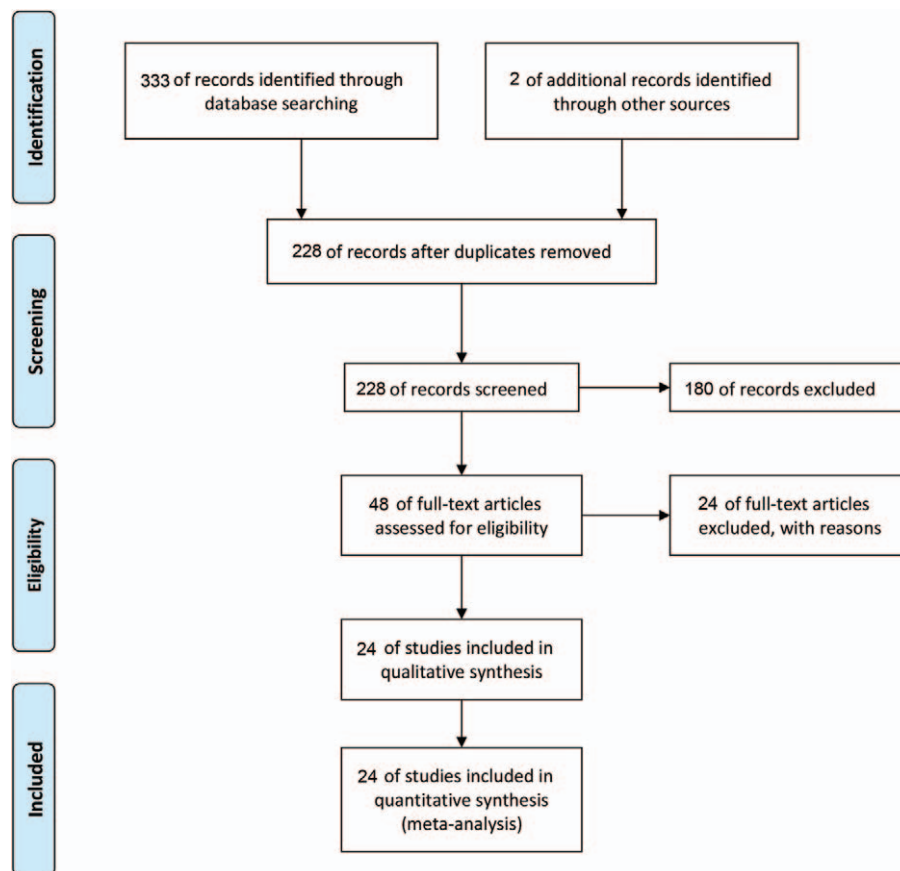 Identification
333 of records identified through
database searching
2 of additional records identified
through other sources
228 of records after duplicates removed
Screening
228 of records screened
180 of records excluded
Eligibility
48 of full-text articles
assessed for eligibility
24 of full-text articles
excluded, with reasons
24 of studies included in
qualitative synthesis
Included
24 of studies included in
quantitative synthesis
(meta-analysis)